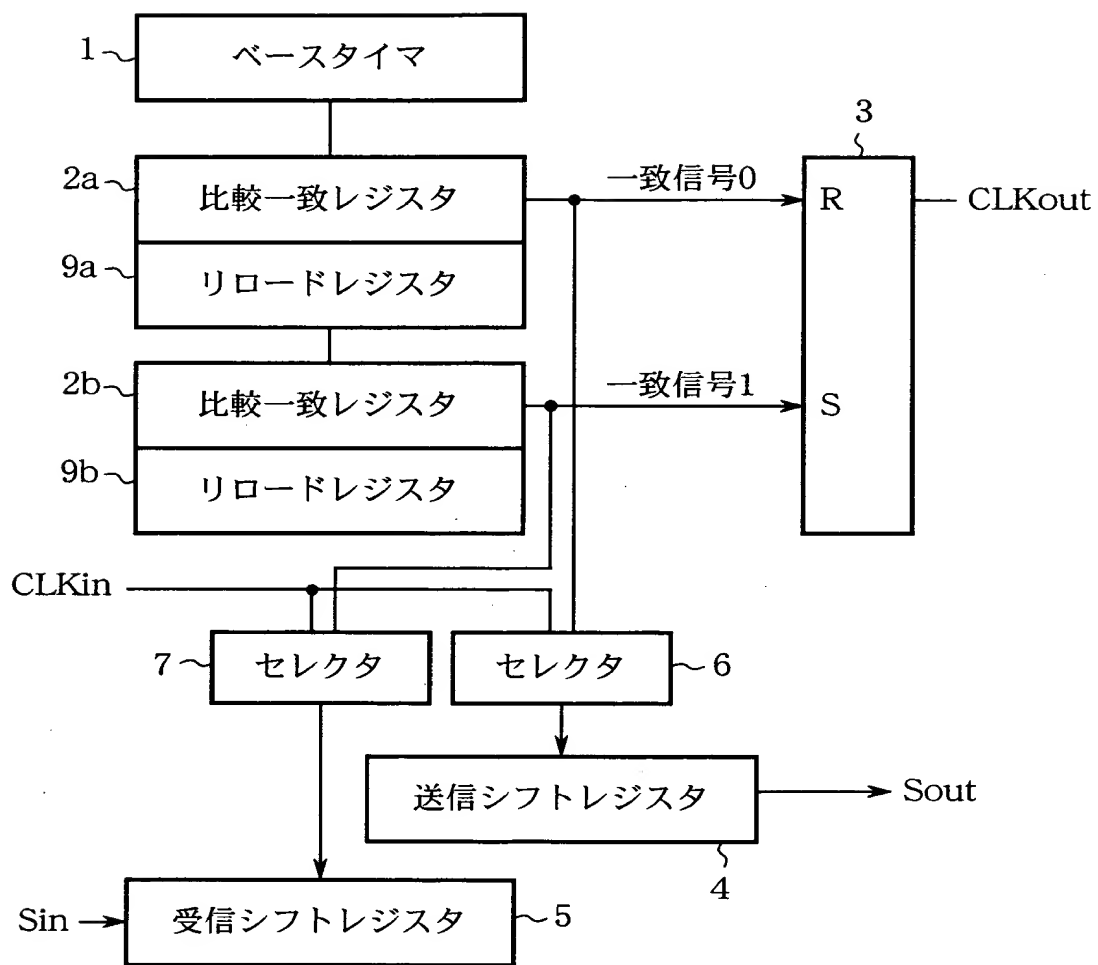 1
ベースタイマ
3
2a
比較一致レジスタ
一致信号0
R
CLKout
9a
リロードレジスタ
2b
比較一致レジスタ
一致信号1
S
9b
リロードレジスタ
CLKin
7
セレクタ
セレクタ
6
送信シフトレジスタ
Sout
4
Sin
受信シフトレジスタ
5